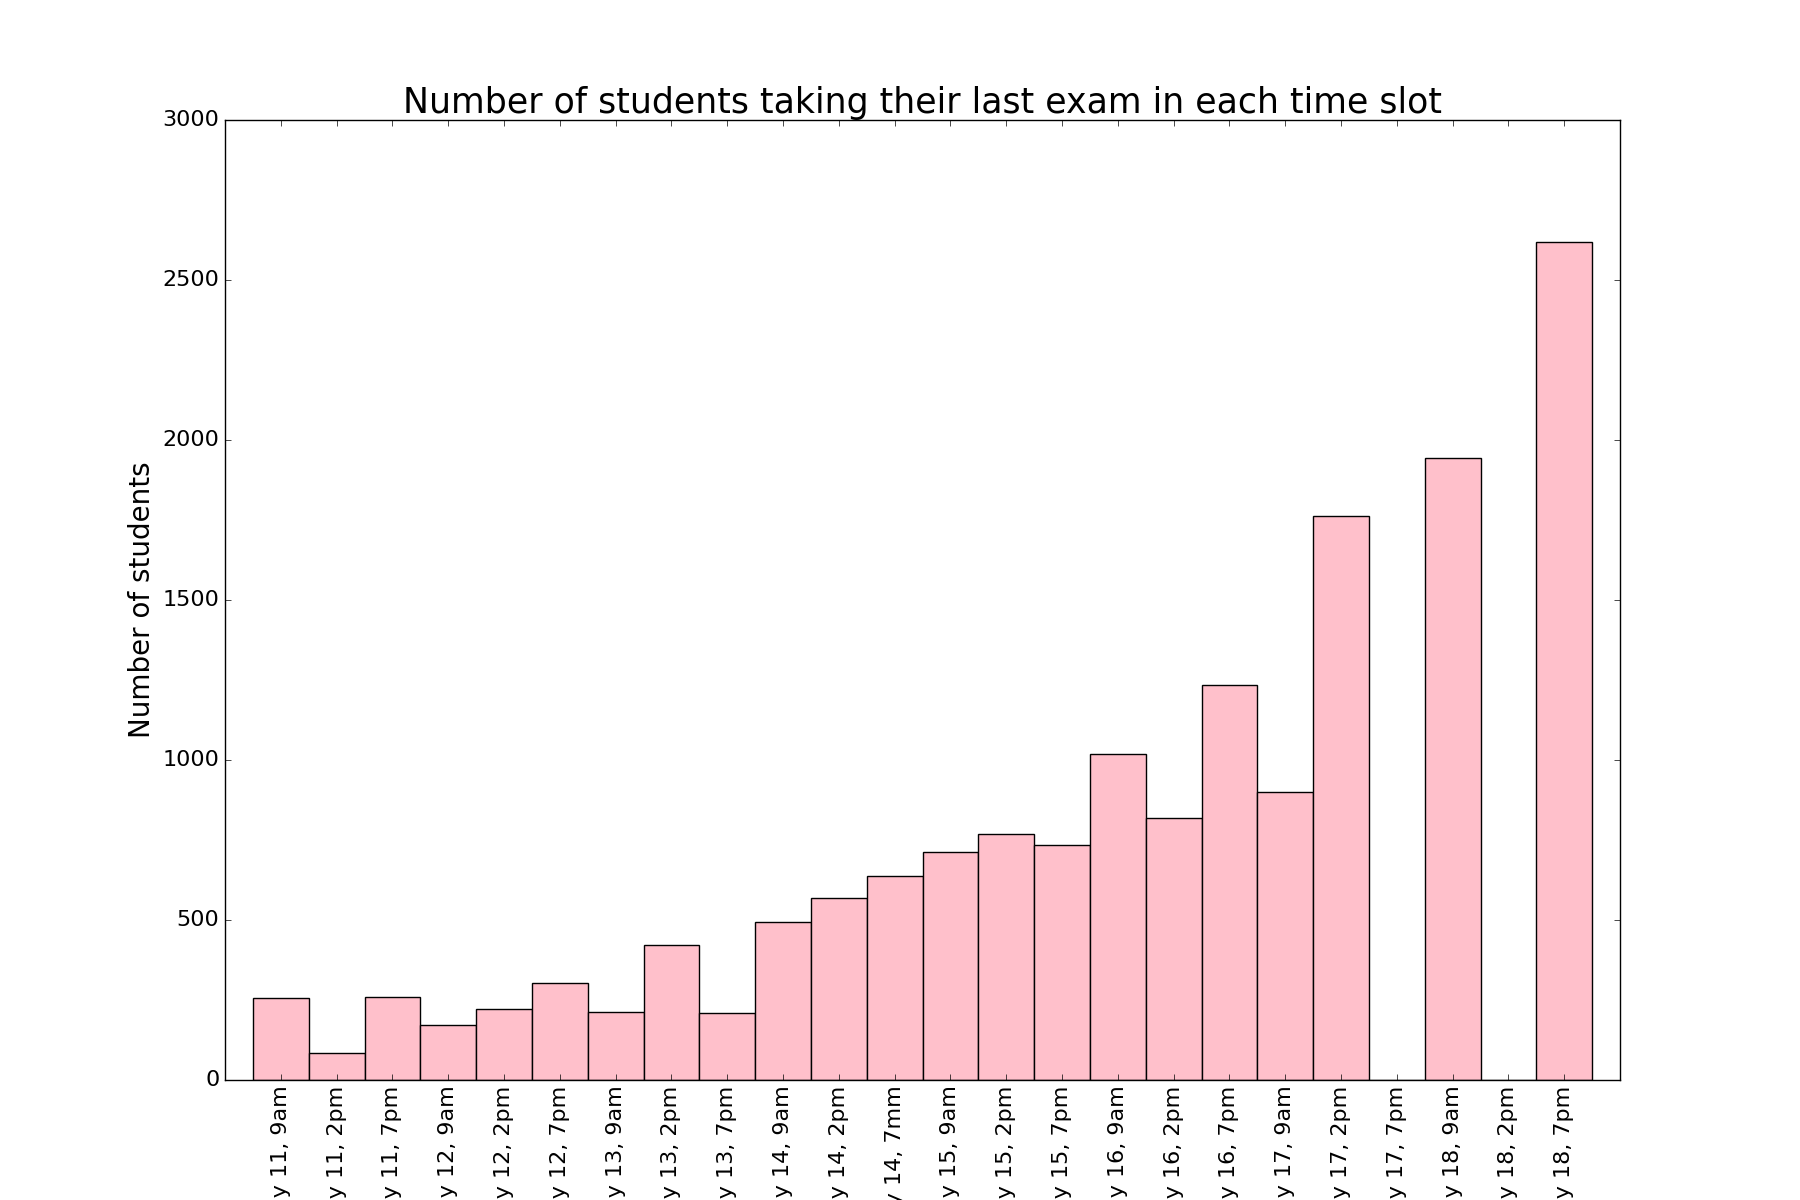 Number of students taking their last exam in each time slot
Number of students
3000
2500
2000
1500
1000
500
0
y 11, 9am
y 11, 2pm
y 11, 7pm
y 12, 9am
y 12, 2pm
y 12, 7pm
y 13, 9am
y 13, 2pm
y 13, 7pm
y 14, 9am
y 14, 2pm
y 14, 7mm
y 15, 9am
y 15, 2pm
y 15, 7pm
y 16, 9am
y 16, 2pm
y 16, 7pm
y 17, 9am
y 17, 2pm
y 17, 7pm
y 18, 9am
y 18, 2pm
y 18, 7pm